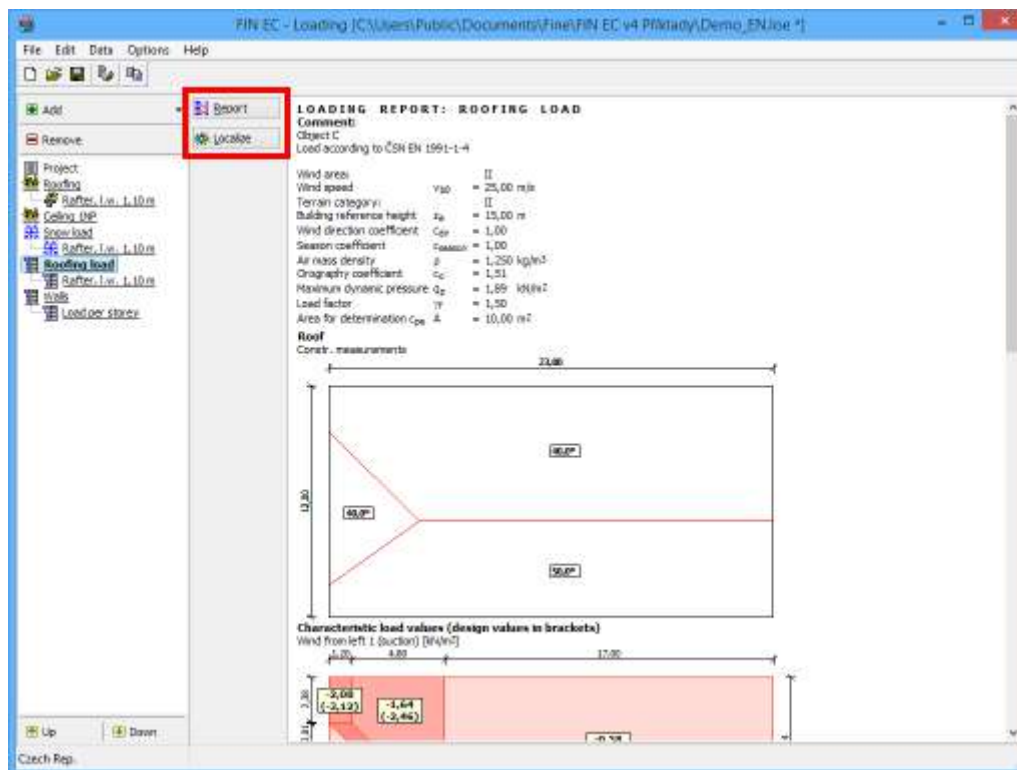 FIN EC - Loading [C:\Users\Public\Documents\Fine\FIN EC v4 Příklady\Demo_EN.loe *]
File Edit Data Options Help
Add
Remove
Project
Roofing
Rafter, l.w. 1,10 m
Ceiling INP
Snow load
Rafter, l.w. 1,10 m
Roofing load
Rafter, l.w. 1,10 m
Walls
Load per storey
Up Down
Czech Rep.
Report
Localize
LOADING REPORT: ROOFING LOAD
Comment:
Object C
Load according to ČSN EN 1991-1-4
Wind area: II
Wind speed = 25,00 m/s
Terrain category: II
Building reference height = 15,00 m
Wind direction coefficient = 1,00
Season coefficient = 1,00
Air mass density ρ = 1,250 kg/m3
Orography coefficient = 1,51
Maximum dynamic pressure = 1,89 kN/m2
Load factor = 1,50
Area for determination cpe A = 10,00 m2
Roof
Constr. measurements
40,0°
40,0°
50,0°
Characteristic load values (design values in brackets)
Wind from left 1 (suction) [kN/m2]
1,20 4,80 17,00
-2,08
(-3,12)
-1,64
(-2,46)